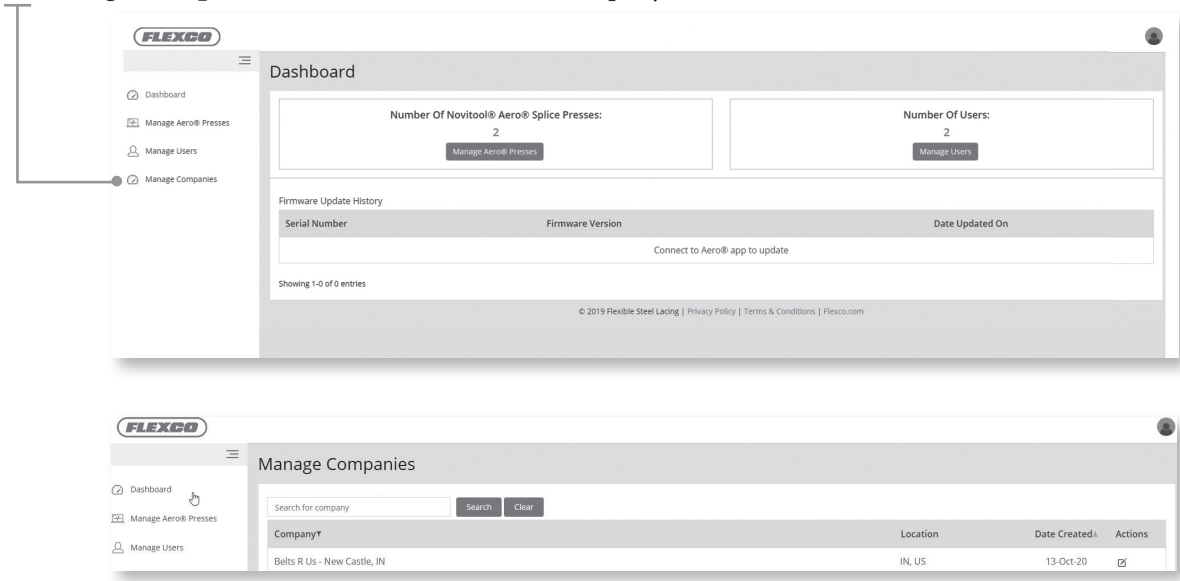 FLEXCO
Dashboard
Dashboard
Manage Aero® Presses
Manage Users
Manage Companies
Number Of Novitool® Aero® Splice Presses:
2
Manage Aero® Presses
Number Of Users:
2
Manage Users
Firmware Update History
Serial Number Firmware Version Date Updated On
Connect to Aero® app to update
Showing 1-0 of 0 entries
© 2019 Flexible Steel Lacing | Privacy Policy | Terms & Conditions | Flexco.com
FLEXCO
Manage Companies
Dashboard
Manage Aero® Presses
Manage Users
Search for company Search Clear
Company Location Date Created Actions
Belts R Us - New Castle, IN IN, US 13-Oct-20